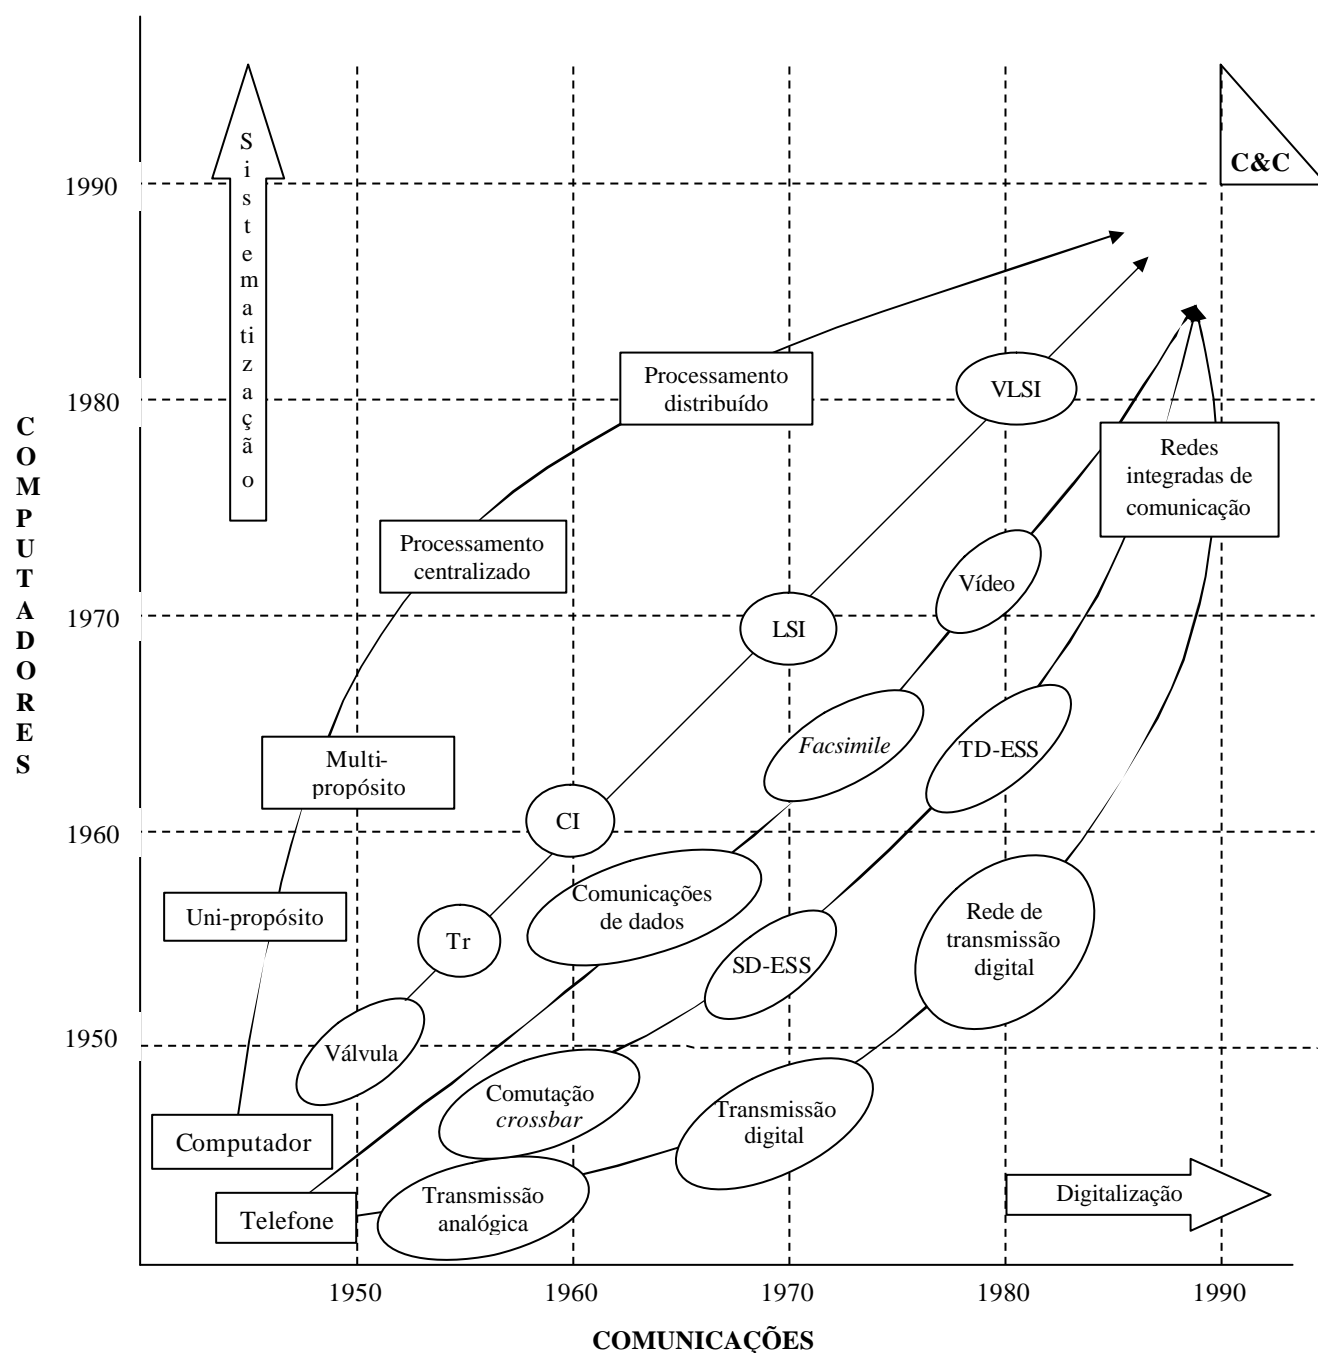 S
i
s
t
e
m
a
ti
z
a
ç
ã
o
C&C
1990
Processamento
distribuído
VLSI
1980
C
O
M
P
U
T
A
D
O
R
E
S
Redes
integradas de
comunicação
Processamento
centralizado
Vídeo
1970
LSI
Facsimile
TD-ESS
Multi-
propósito
CI
1960
Comunicações
de dados
Uni-propósito
Tr
SD-ESS
Rede de
transmissão
digital
1950
Válvula
Comutação
crossbar
Transmissão
digital
Computador
Transmissão
analógica
Telefone
Digitalização
1950
1960
1970
1980
1990
COMUNICAÇÕES